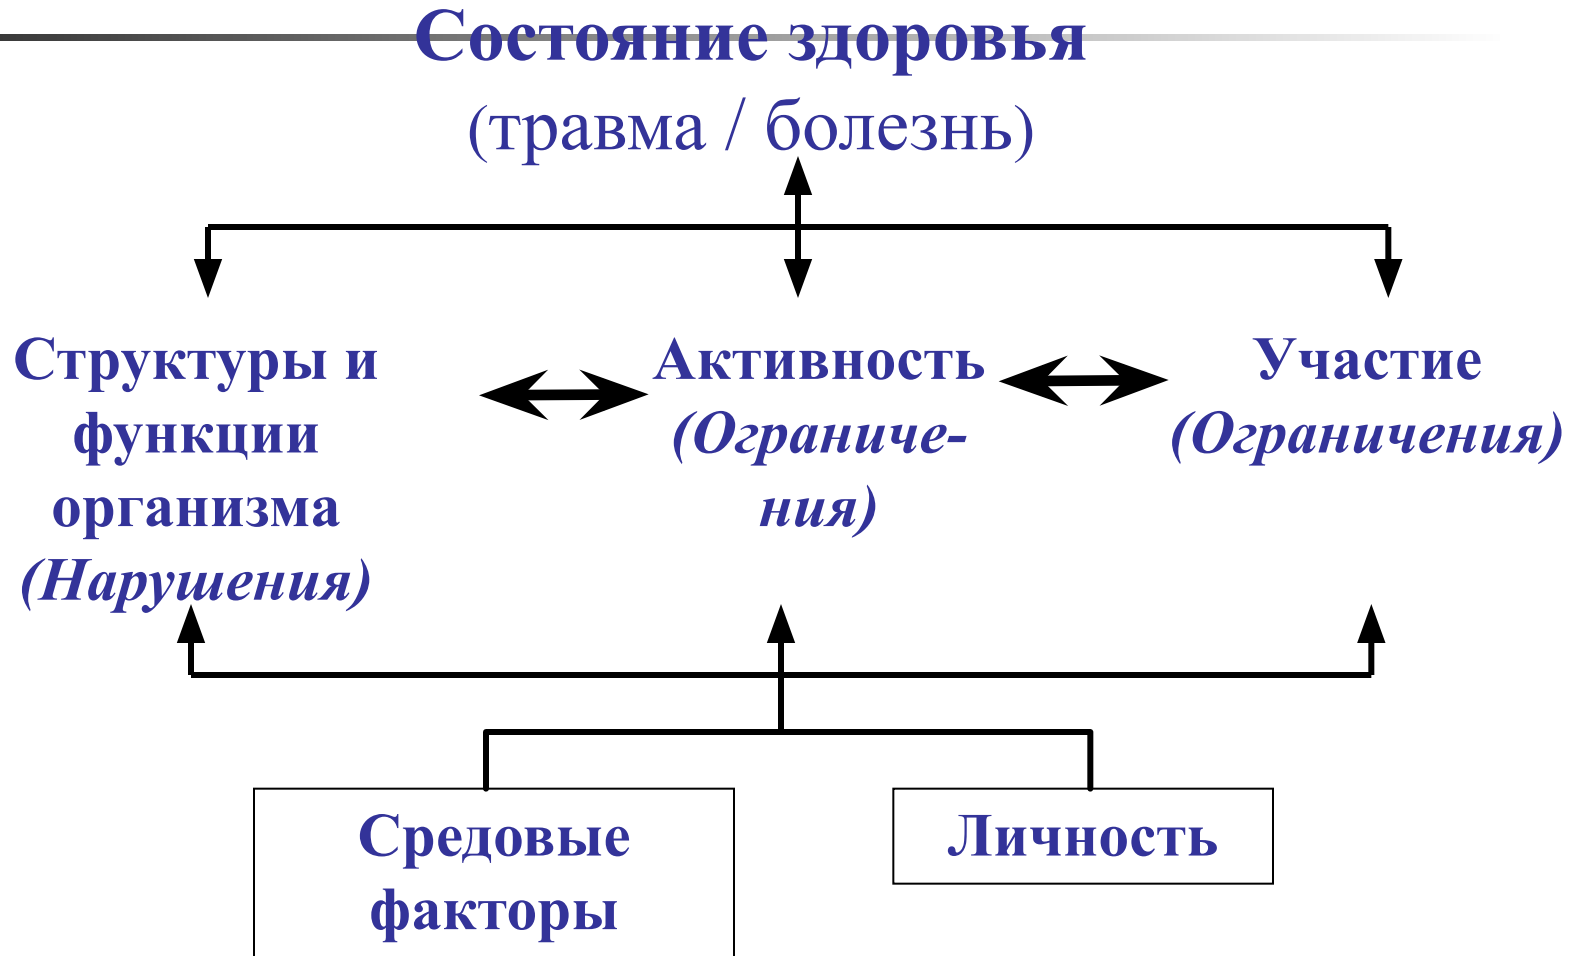 Состояние здоровья
(травма / болезнь)
Структуры и
функции
организма
(Нарушения)
Активность
(Ограниче-
ния)
Участие
(Ограничения)
Средовые
факторы
Личность